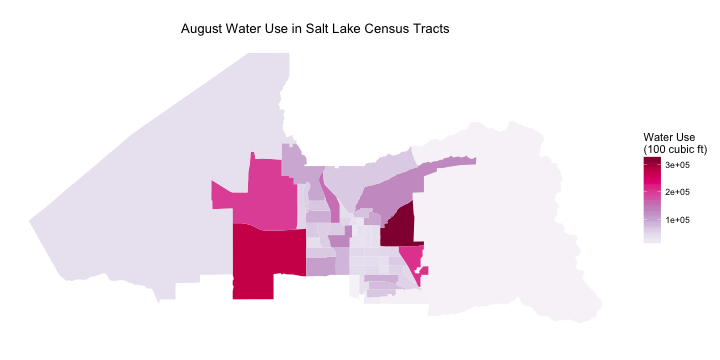 August Water Use in Salt Lake Census Tracts
Water Use
(100 cubic ft)
3e+05
2e+05
1e+05